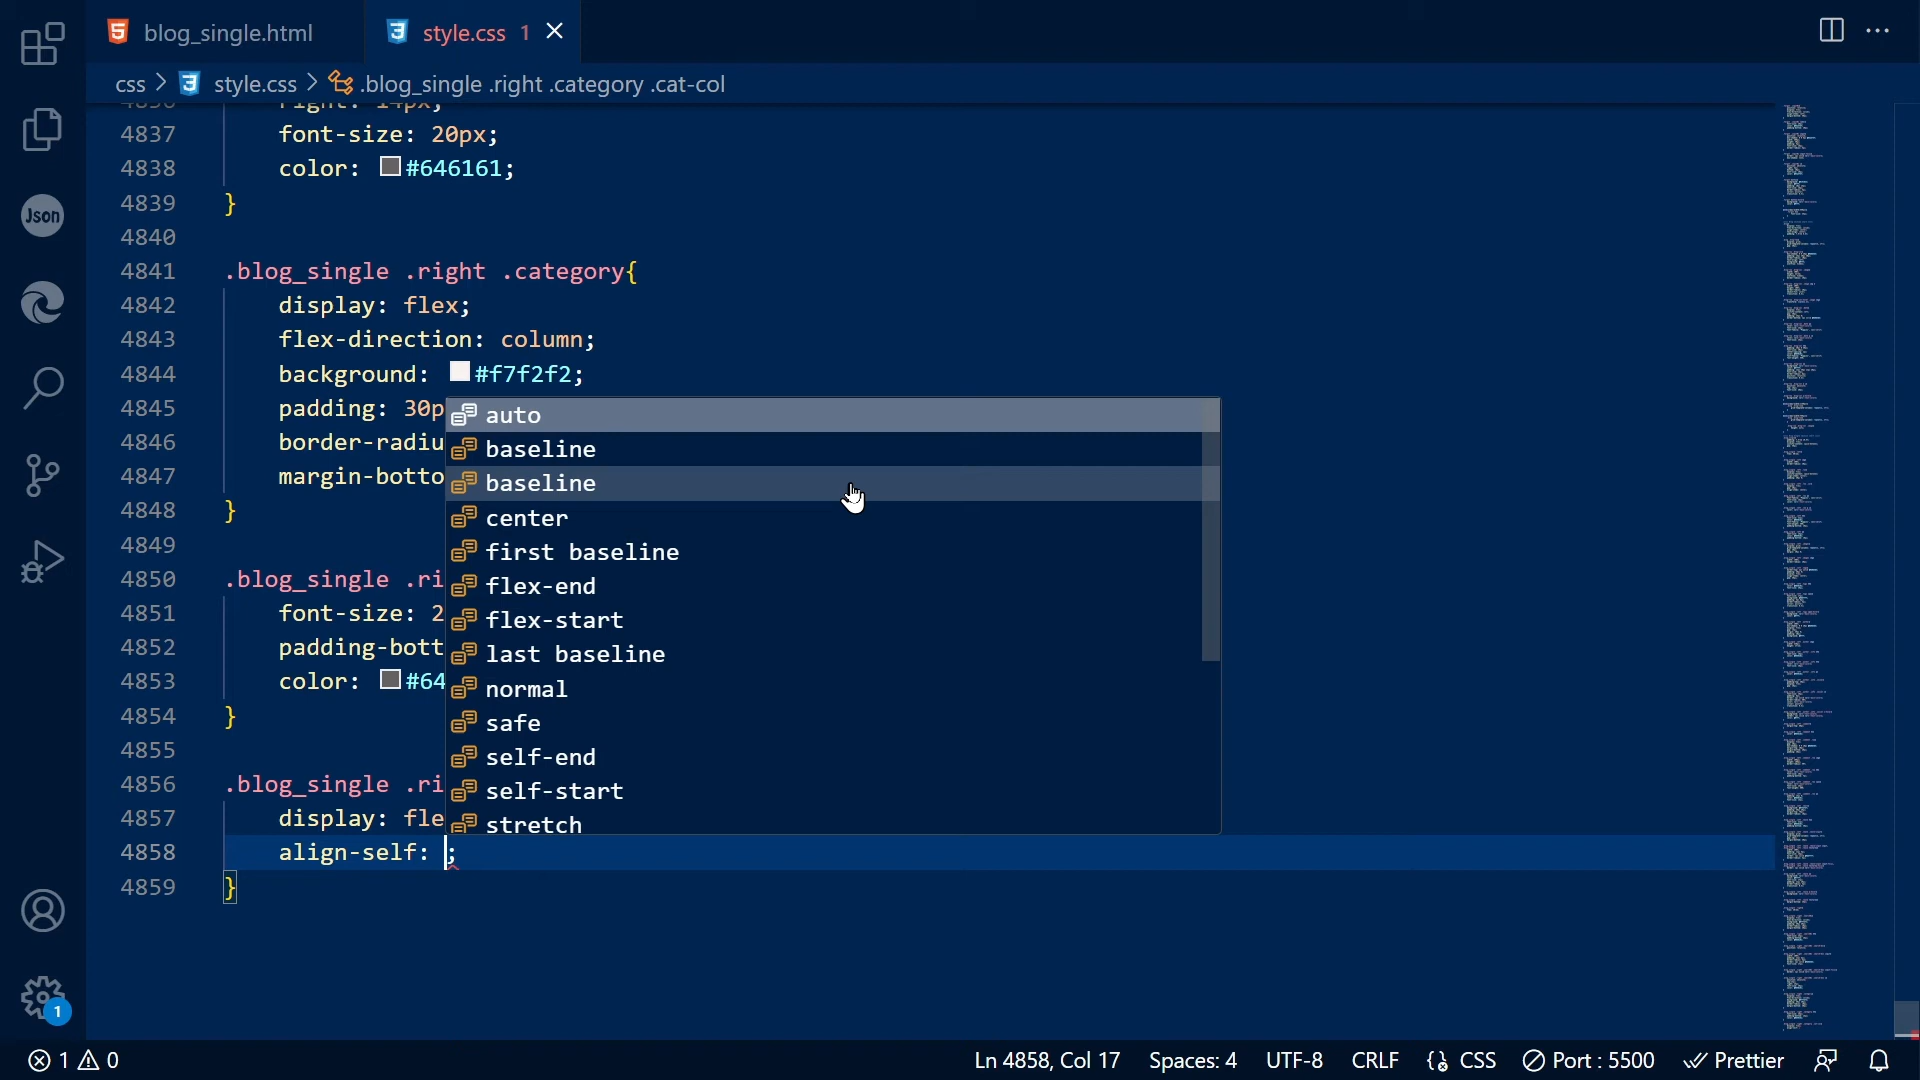 blog_single.html
style.css 1
css > style.css > .blog_single .right .category .cat-col
4837 font-size: 20px;
4838 color: #646161;
4839 }
4840
4841 .blog_single .right .category{
4842 display: flex;
4843 flex-direction: column;
4844 background: #f7f2f2;
4845 padding: 30p
4846 border-radiu
4847 margin-botto
4848 }
4849
4850 .blog_single .ri
4851 font-size: 2
4852 padding-bott
4853 color: #64
4854 }
4855
4856 .blog_single .ri
4857 display: fle
4858 align-self: ;
4859 }
auto
baseline
baseline
center
first baseline
flex-end
flex-start
last baseline
normal
safe
self-end
self-start
stretch
Json
1
1 0
Ln 4858, Col 17 Spaces: 4 UTF-8 CRLF {} CSS Port : 5500 Prettier